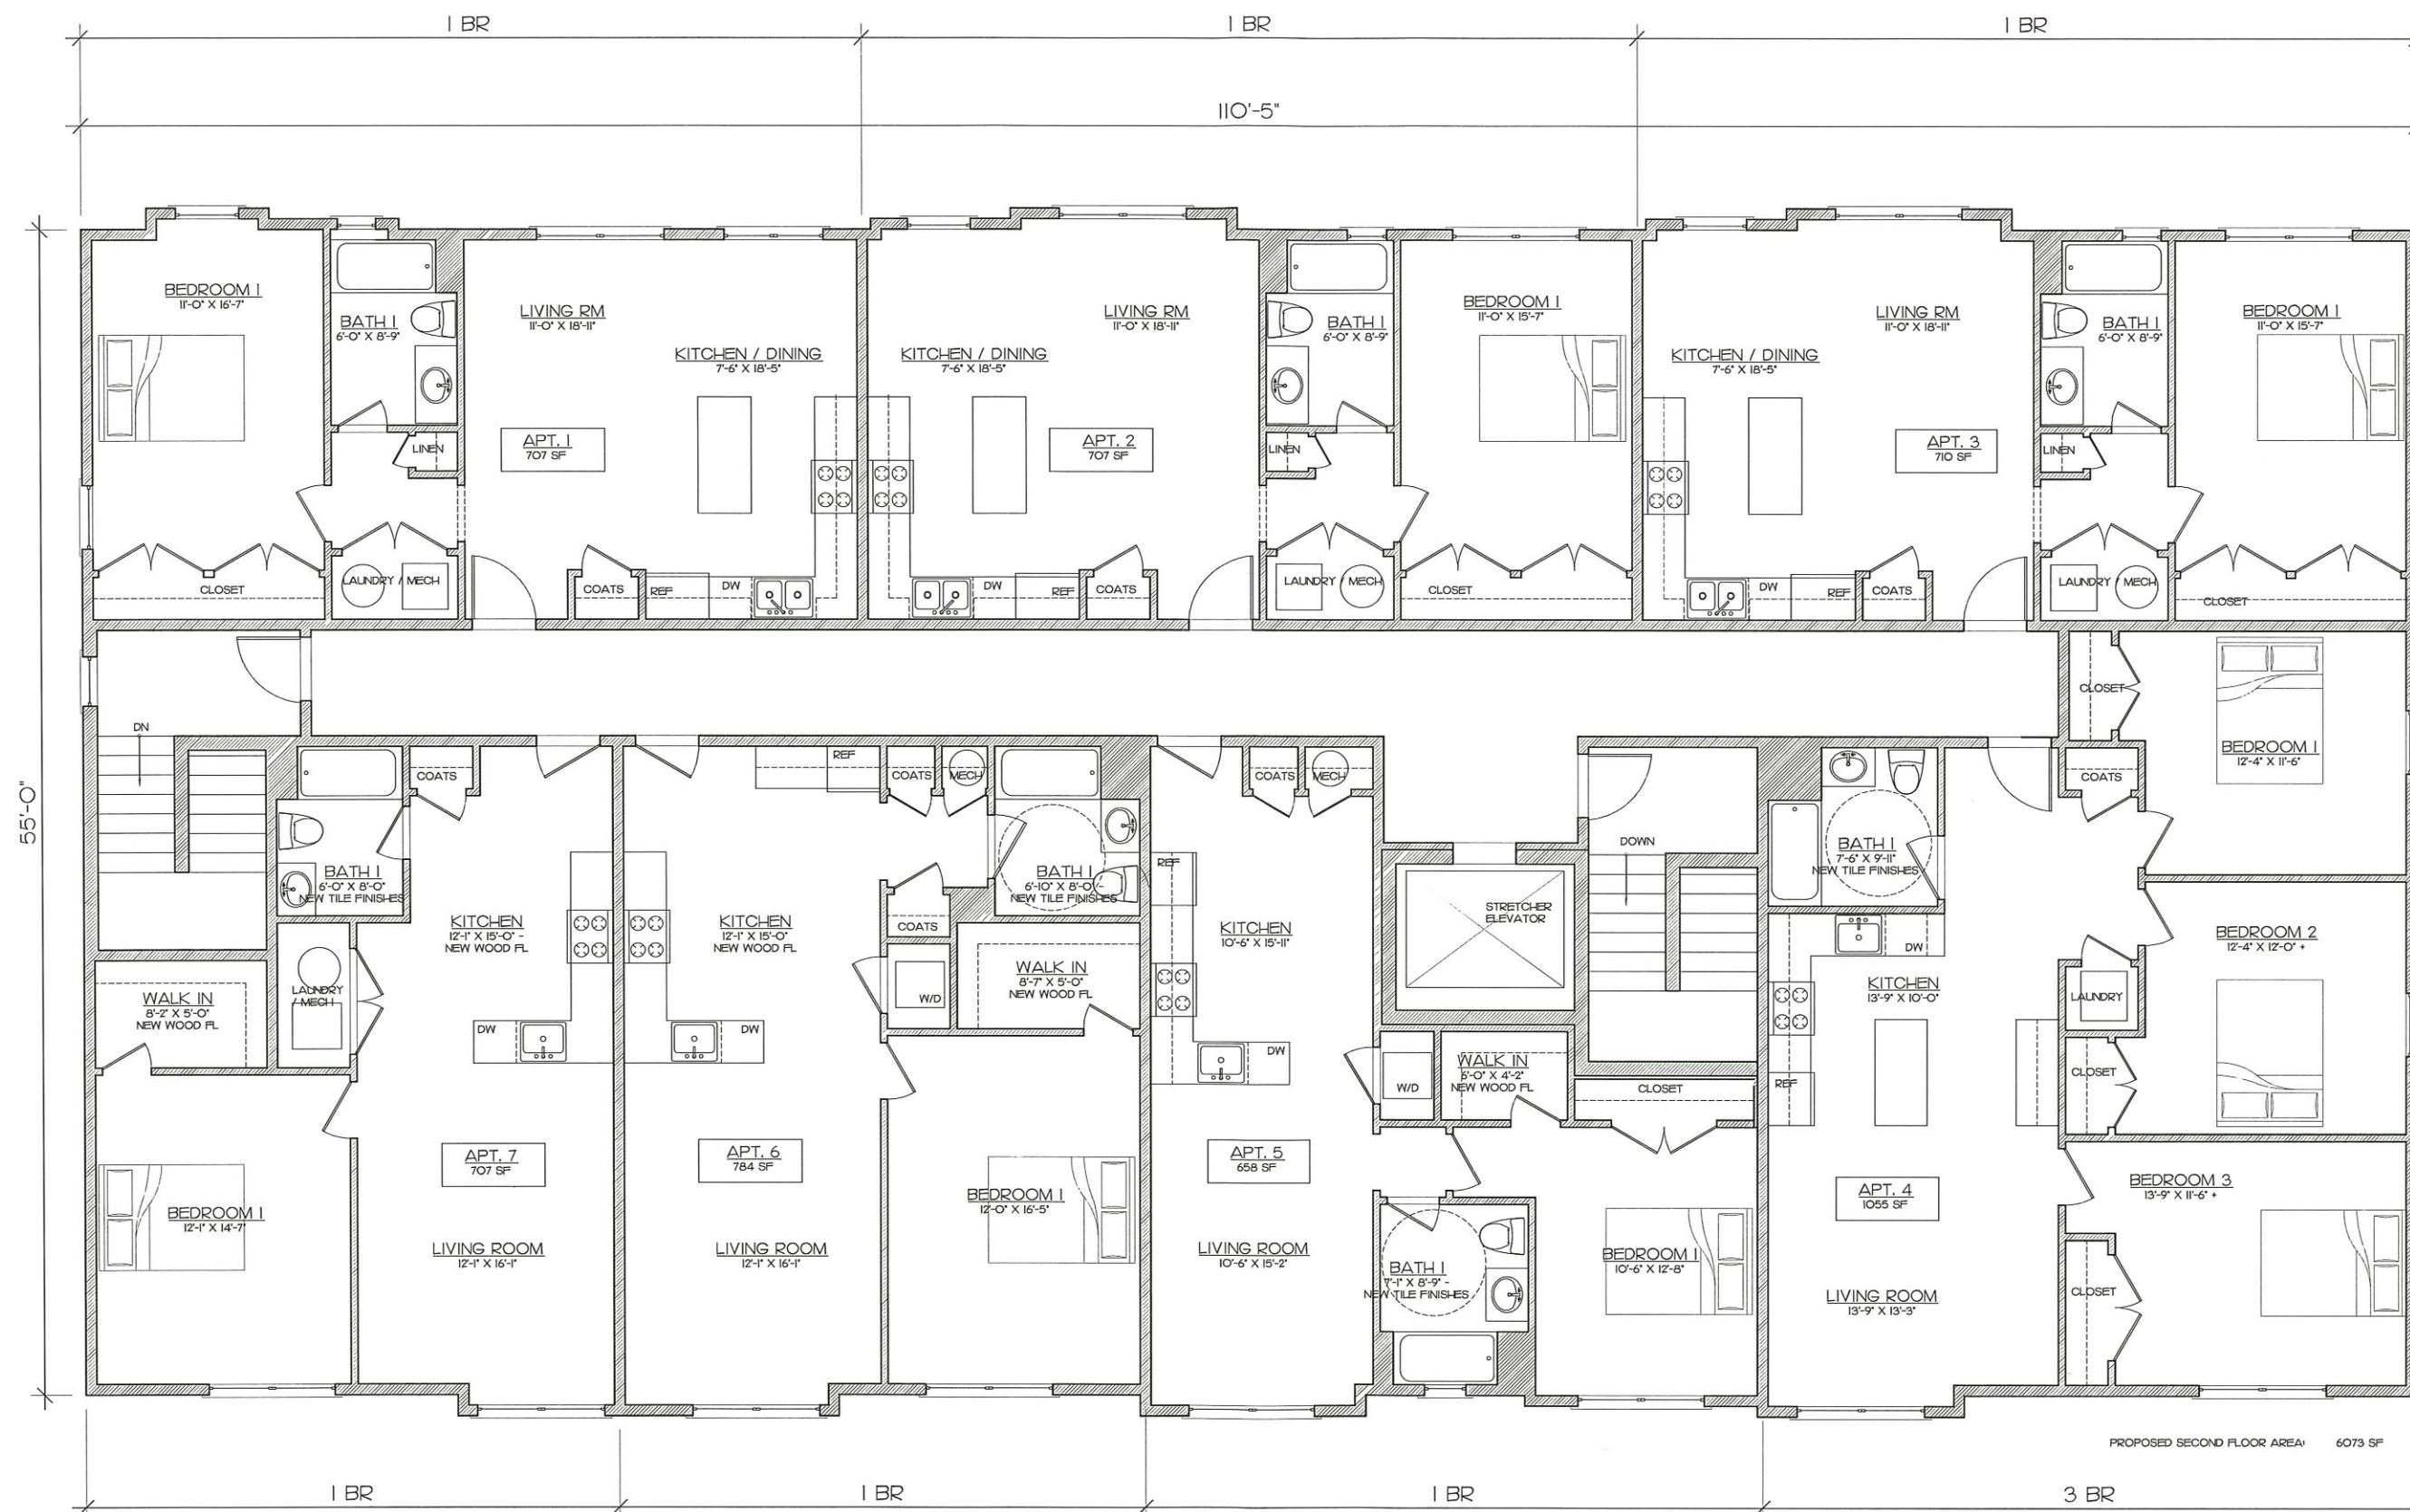 1 BR
1 BR
1 BR
110'-5"
55'-0"
BEDROOM 1
11'-0" X 16'-7"
BATH 1
6'-0" X 8'-9"
LINEN
LAUNDRY / MECH
CLOSET
LIVING RM
11'-0" X 18'-11"
KITCHEN / DINING
7'-6" X 18'-5"
APT. 1
707 SF
COATS
REF
DW
KITCHEN / DINING
7'-6" X 18'-5"
LIVING RM
11'-0" X 18'-11"
APT. 2
707 SF
DW
REF
COATS
BATH 1
6'-0" X 8'-9"
LINEN
LAUNDRY / MECH
BEDROOM 1
11'-0" X 15'-7"
CLOSET
KITCHEN / DINING
7'-6" X 18'-5"
LIVING RM
11'-0" X 18'-11"
APT. 3
710 SF
DW
REF
COATS
BATH 1
6'-0" X 8'-9"
LINEN
LAUNDRY / MECH
BEDROOM 1
11'-0" X 15'-7"
CLOSET
DN
COATS
BATH 1
6'-0" X 8'-0"
NEW TILE FINISHES
LAUNDRY
/ MECH
WALK IN
8'-2" X 5'-0"
NEW WOOD FL
KITCHEN
12'-1" X 15'-0" -
NEW WOOD FL
DW
APT. 7
707 SF
BEDROOM 1
12'-1" X 14'-7"
LIVING ROOM
12'-1" X 16'-1"
REF
COATS
MECH
BATH 1
6'-10" X 8'-0" -
NEW TILE FINISHES
KITCHEN
12'-1" X 15'-0"
NEW WOOD FL
COATS
W/D
WALK IN
8'-7" X 5'-0"
NEW WOOD FL
DW
APT. 6
784 SF
BEDROOM 1
12'-0" X 16'-5"
LIVING ROOM
12'-1" X 16'-1"
COATS
MECH
REF
KITCHEN
10'-6" X 15'-11"
DW
STRETCHER
ELEVATOR
DOWN
W/D
WALK IN
6'-0" X 4'-2"
NEW WOOD FL
CLOSET
APT. 5
658 SF
LIVING ROOM
10'-6" X 15'-2"
BATH 1
7'-1" X 8'-9" -
NEW TILE FINISHES
BEDROOM 1
10'-6" X 12'-8"
BATH 1
7'-6" X 9'-11"
NEW TILE FINISHES
COATS
CLOSET
BEDROOM 1
12'-4" X 11'-6"
DW
KITCHEN
13'-9" X 10'-0"
REF
LAUNDRY
BEDROOM 2
12'-4" X 12'-0" +
CLOSET
APT. 4
1055 SF
LIVING ROOM
13'-9" X 13'-3"
BEDROOM 3
13'-9" X 11'-6" +
CLOSET
PROPOSED SECOND FLOOR AREA: 6073 SF
1 BR
1 BR
1 BR
3 BR